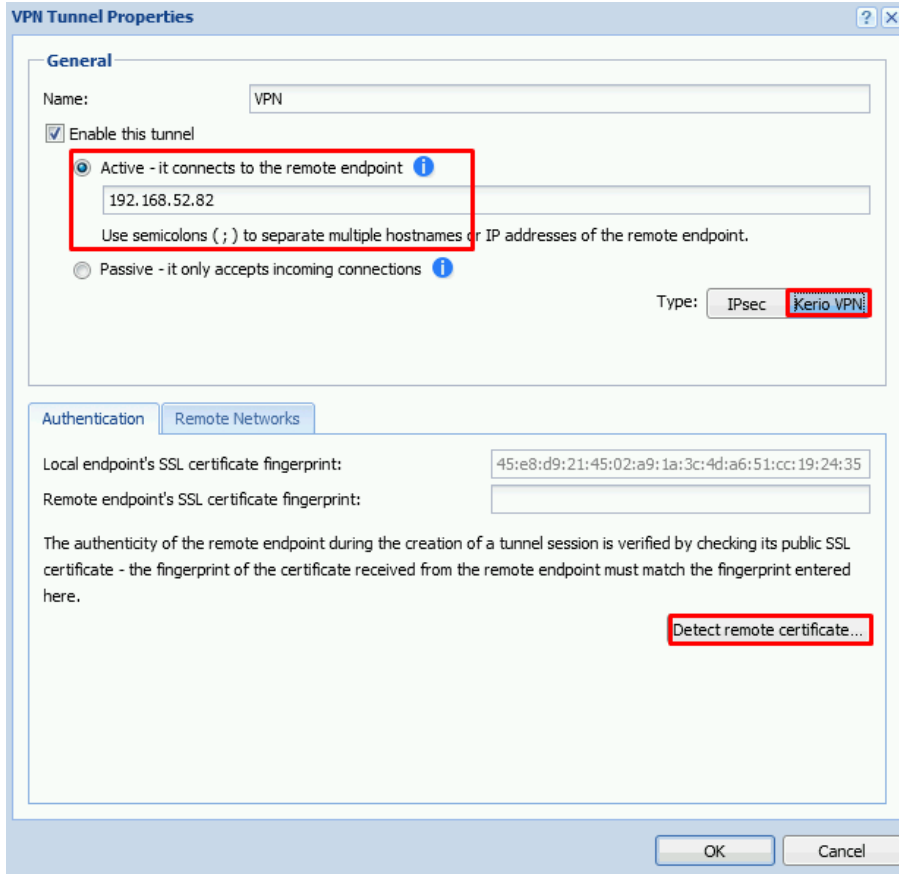 VPN Tunnel Properties
General
Name: VPN
Enable this tunnel
Active - it connects to the remote endpoint
192.168.52.82
Use semicolons ( ; ) to separate multiple hostnames or IP addresses of the remote endpoint.
Passive - it only accepts incoming connections
Type: IPsec Kerio VPN
Authentication Remote Networks
Local endpoint's SSL certificate fingerprint: 45:e8:d9:21:45:02:a9:1a:3c:4d:a6:51:cc:19:24:35
Remote endpoint's SSL certificate fingerprint:
The authenticity of the remote endpoint during the creation of a tunnel session is verified by checking its public SSL
certificate - the fingerprint of the certificate received from the remote endpoint must match the fingerprint entered
here.
Detect remote certificate...
OK Cancel